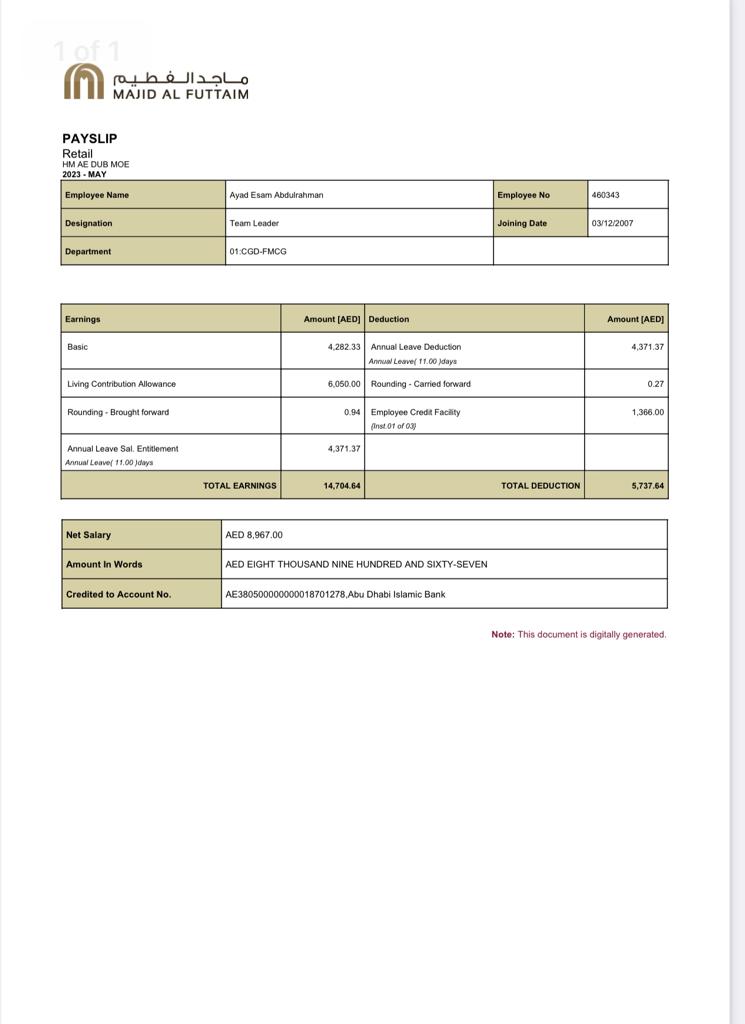 1 of 1
ماجد الفطيم
MAJID AL FUTTAIM
PAYSLIP
Retail
HM AE DUB MOE
2023 - MAY
Employee Name Ayad Esam Abdulrahman Employee No 460343
Designation Team Leader Joining Date 03/12/2007
Department 01:CGD-FMCG
Earnings Amount [AED] Deduction Amount [AED]
Basic 4,282.33 Annual Leave Deduction 4,371.37
Annual Leave( 11.00 )days
Living Contribution Allowance 6,050.00 Rounding - Carried forward 0.27
Rounding - Brought forward 0.94 Employee Credit Facility 1,366.00
(Inst.01 of 03)
Annual Leave Sal. Entitlement 4,371.37
Annual Leave( 11.00 )days
TOTAL EARNINGS 14,704.64 TOTAL DEDUCTION 5,737.64
Net Salary AED 8,967.00
Amount In Words AED EIGHT THOUSAND NINE HUNDRED AND SIXTY-SEVEN
Credited to Account No. AE380500000000018701278,Abu Dhabi Islamic Bank
Note: This document is digitally generated.